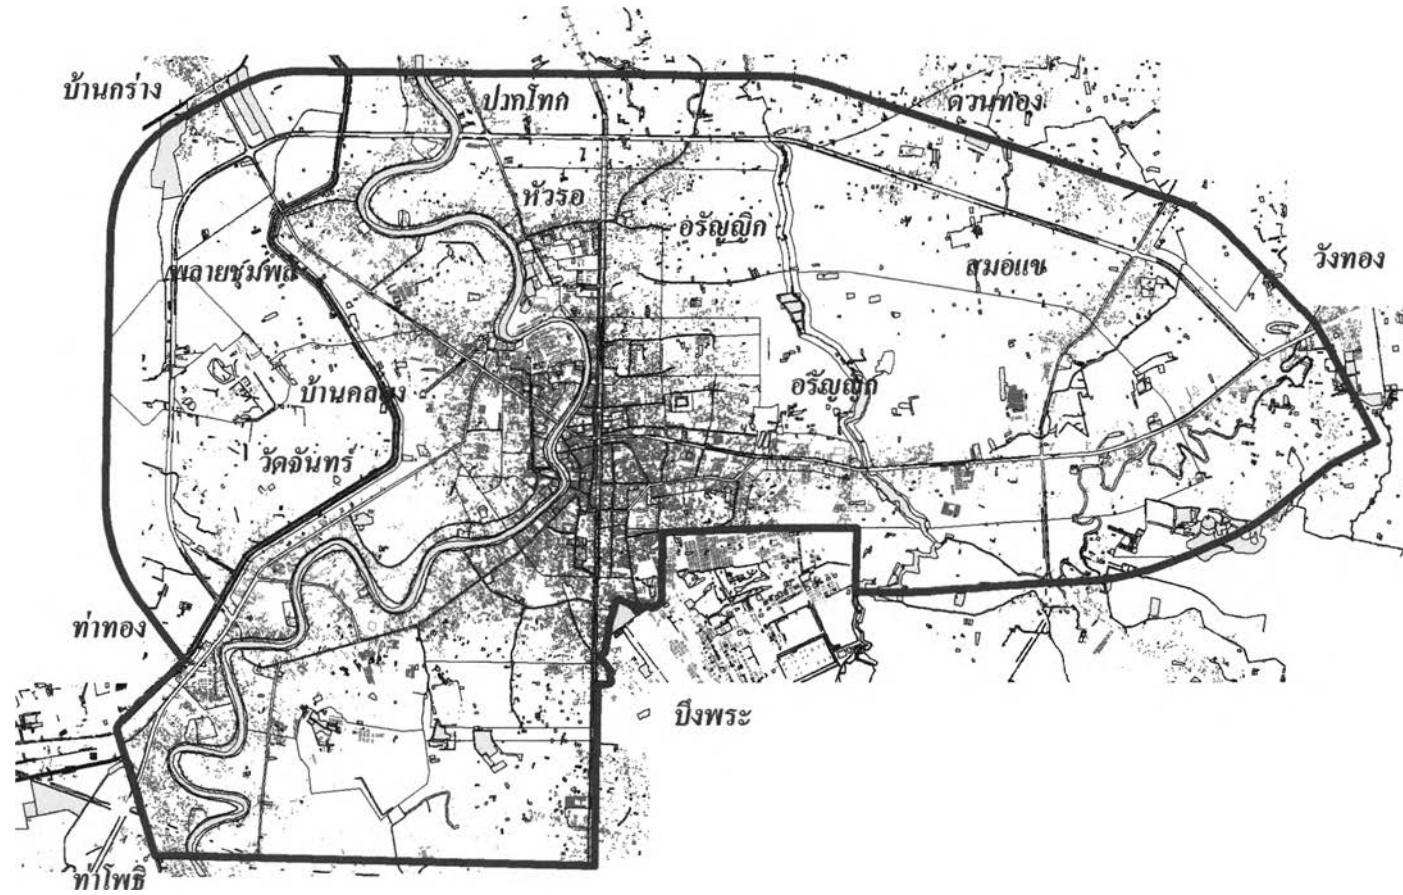 บ้านกร่าง
ปวกโทก
ดวนทอง
หัวรอ
อรัญญิก
วังทอง
พลายชุมพล
สมอแข
อรัญญิก
บ้านคลอง
วัดจันทร์
ท่าทอง
บึงพระ
ท่าโพธิ